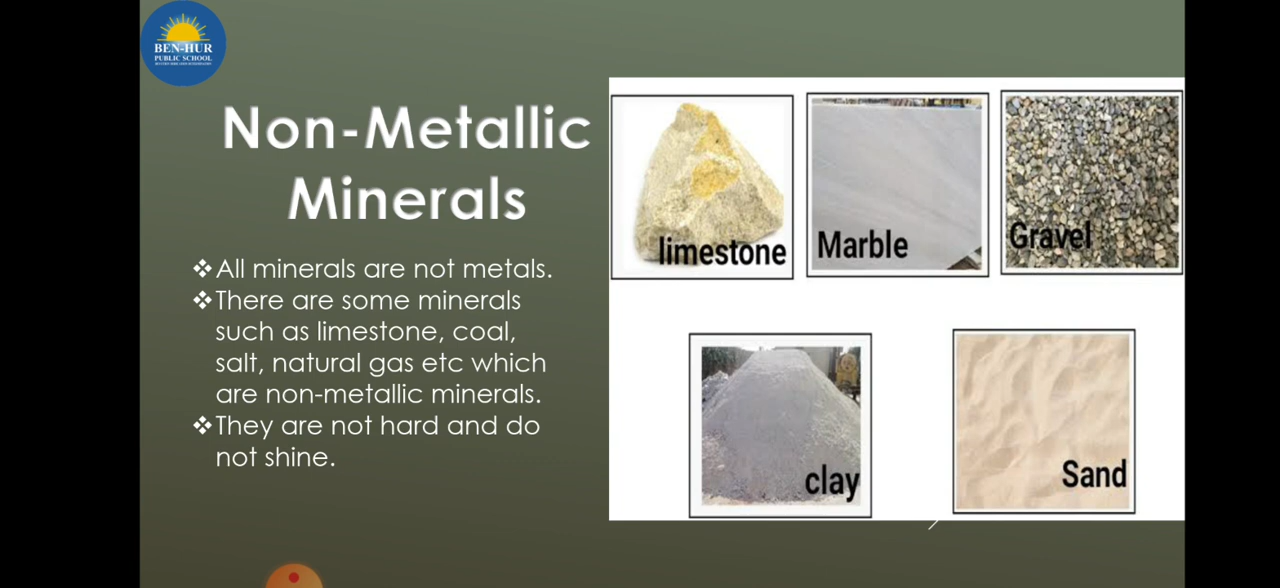 BEN-HUR
PUBLIC SCHOOL
Non-Metallic
Minerals
❖All minerals are not metals.
❖There are some minerals
such as limestone, coal,
salt, natural gas etc which
are non-metallic minerals.
❖They are not hard and do
not shine.
limestone
Marble
Gravel
clay
Sand